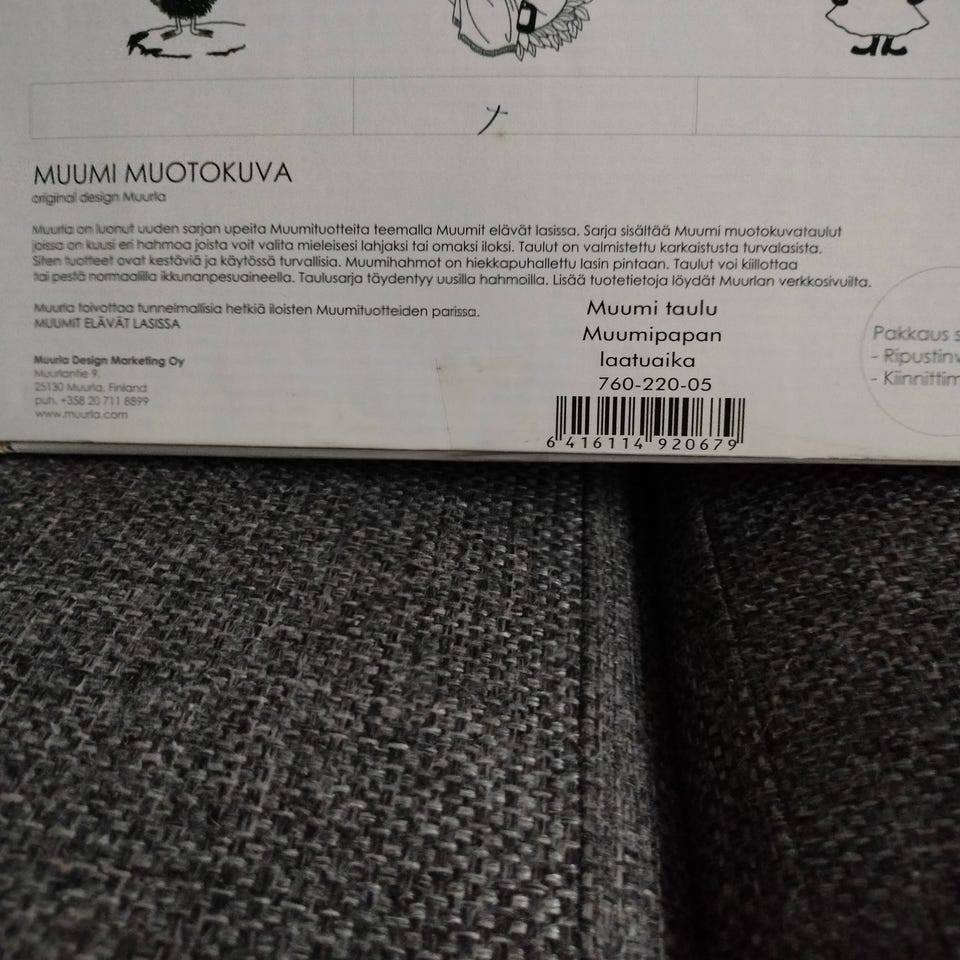 MUUMI MUOTOKUVA
original design Muurla
Muurla on luonut uuden sarjan upeita Muumituotteita teemalla Muumit elävät lasissa. Sarja sisältää Muumi muotokuvataulut
joissa on kuusi eri hahmoa joista voit valita mieleisesi lahjaksi tai omaksi iloksi. Taulut on valmistettu karkaistusta turvalasista.
Siten tuotteet ovat kestäviä ja käytössä turvallisia. Muumihahmot on hiekkapuhallettu lasin pintaan. Taulut voi kiillottaa
tai pestä normaalilla ikkunanpesuaineella. Taulusarja täydentyy uusilla hahmoilla. Lisää tuotetietoja löydät Muurlan verkkosivuilta.
Muurla toivottaa tunnelmallisia hetkiä iloisten Muumituotteiden parissa.
MUUMIT ELÄVÄT LASISSA
Muurla Design Marketing Oy
Muurlantie 9,
25130 Muurla, Finland
puh. +358 20 711 8899
www.muurla.com
Muumi taulu
Muumipapan
laatuaika
760-220-05
6 416114 920679
Pakkaus s
- Ripustinv
- Kiinnittim